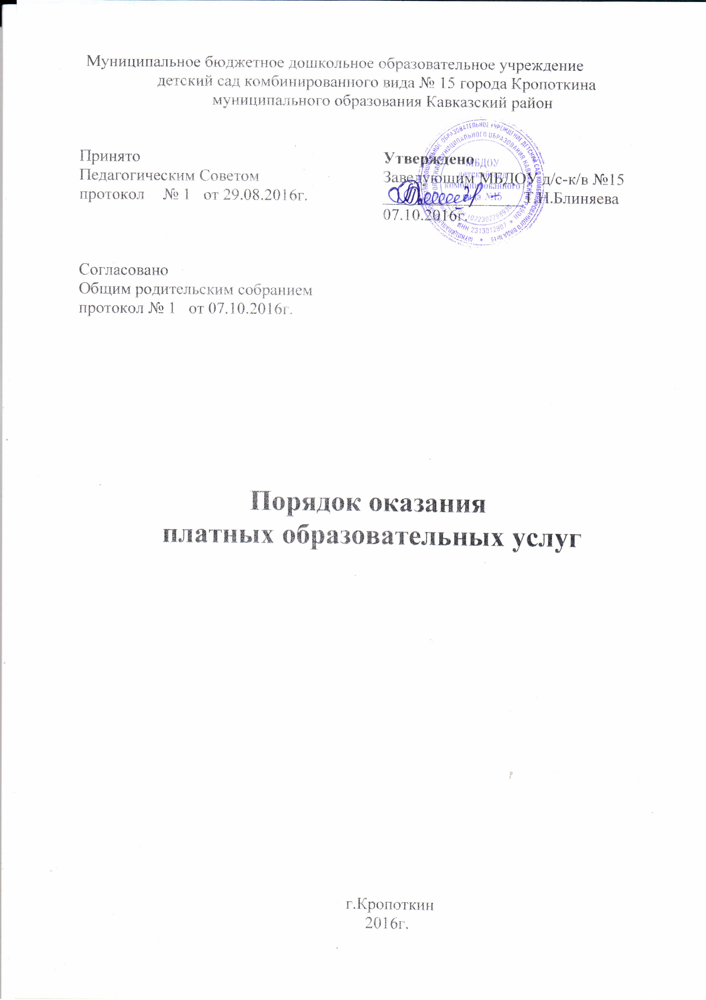 Муниципальное бюджетное дошкольное образовательное учреждение
детский сад комбинированного вида № 15 города Кропоткина
муниципального образования Кавказский район
Принято
Педагогическим Советом
протокол № 1 от 29.08.2016г.
Утверждено
Заведующим МБДОУ д/с-к/в №15
Т.Н.Блиняева
07.10.2016г.
МУНИЦИПАЛЬНОЕ ДОШКОЛЬНОЕ ОБРАЗОВАТЕЛЬНОЕ УЧРЕЖДЕНИЕ ДЕТСКИЙ САД КОМБИНИРОВАННОГО ВИДА №15
МУНИЦИПАЛЬНОГО ОБРАЗОВАНИЯ КАВКАЗСКИЙ РАЙОН
ИНН 2313012907
1022302298930
МБДОУ
детский сад
комбинированного
вида №15
Согласовано
Общим родительским собранием
протокол № 1 от 07.10.2016г.
Порядок оказания
платных образовательных услуг
г.Кропоткин
2016г.